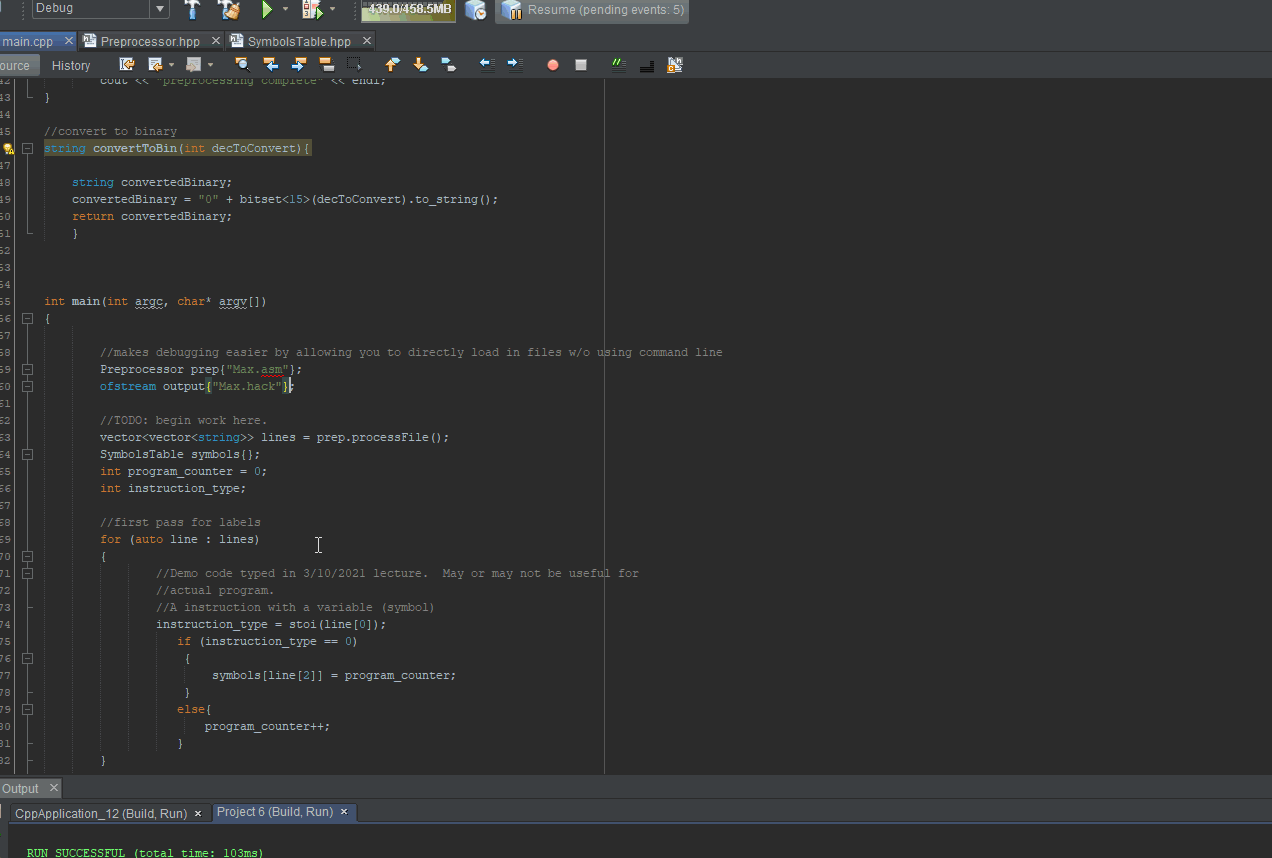 Debug
439.0/458.5MB
Resume (pending events: 5)
main.cpp
Preprocessor.hpp
SymbolsTable.hpp
ource
History
42 cout << "preprocessing complete" << endl;
43 }
44
45 //convert to binary
string convertToBin(int decToConvert){
47
48 string convertedBinary;
49 convertedBinary = "0" + bitset<15>(decToConvert).to_string();
50 return convertedBinary;
51 }
52
53
54
55 int main(int argc, char* argv[])
56 {
57
58 //makes debugging easier by allowing you to directly load in files w/o using command line
59 Preprocessor prep{"Max.asm"};
60 ofstream output{"Max.hack"};
61
62 //TODO: begin work here.
63 vector<vector<string>> lines = prep.processFile();
64 SymbolsTable symbols{};
65 int program_counter = 0;
66 int instruction_type;
67
68 //first pass for labels
69 for (auto line : lines)
70 {
71 //Demo code typed in 3/10/2021 lecture.  May or may not be useful for
72 //actual program.
73 //A instruction with a variable (symbol)
74 instruction_type = stoi(line[0]);
75 if (instruction_type == 0)
76 {
77 symbols[line[2]] = program_counter;
78 }
79 else{
80 program_counter++;
81 }
82 }
Output
CppApplication_12 (Build, Run)
Project 6 (Build, Run)
RUN SUCCESSFUL (total time: 103ms)